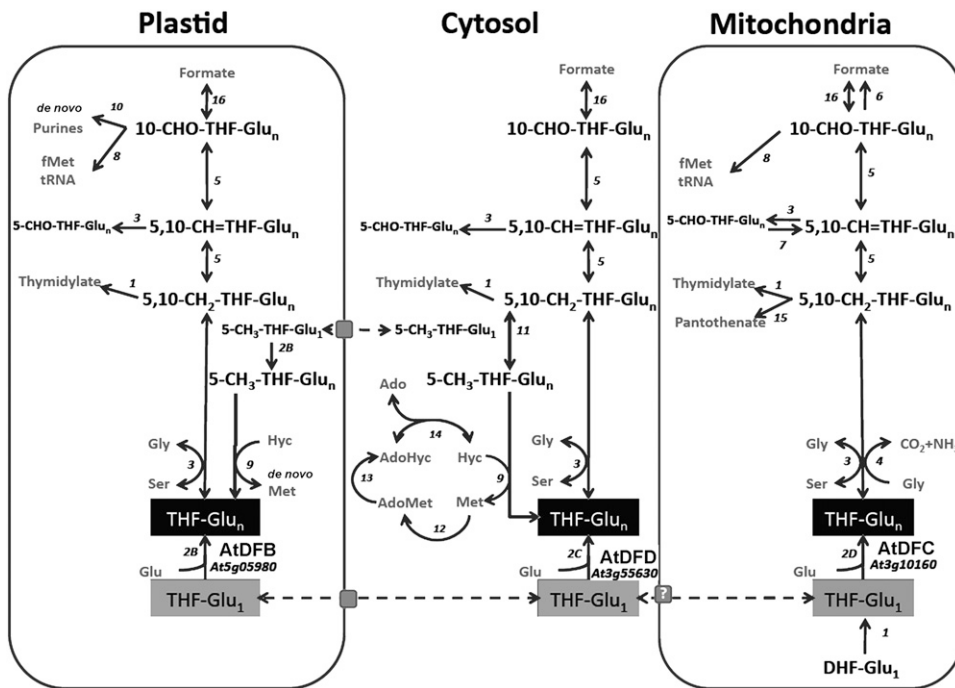 Plastid
Formate
16
10
de novo
Purines
10-CHO-THF-Glun
8
fMet
tRNA
5
5-CHO-THF-Glun
3
5,10-CH=THF-Glun
5
Thymidylate
1
5,10-CH2-THF-Glun
5-CH3-THF-Glu1
2B
5-CH3-THF-Glun
Gly
3
Ser
Hyc
9
de novo
Met
THF-Glun
2B
AtDFB
At5g05980
Glu
THF-Glu1
Cytosol
Formate
16
10-CHO-THF-Glun
5
5-CHO-THF-Glun
3
5,10-CH=THF-Glun
5
Thymidylate
1
5,10-CH2-THF-Glun
5-CH3-THF-Glu1
11
5-CH3-THF-Glun
Ado
14
AdoHyc
Hyc
13
9
AdoMet
Met
12
Gly
3
Ser
THF-Glun
2C
AtDFD
At3g55630
Glu
THF-Glu1
?
Mitochondria
Formate
16
6
10-CHO-THF-Glun
8
fMet
tRNA
5
5-CHO-THF-Glun
3
7
5,10-CH=THF-Glun
5
Thymidylate
1
5,10-CH2-THF-Glun
Pantothenate
15
Gly
3
4
CO2+NH3
Ser
Gly
THF-Glun
2D
AtDFC
At3g10160
Glu
THF-Glu1
1
DHF-Glu1